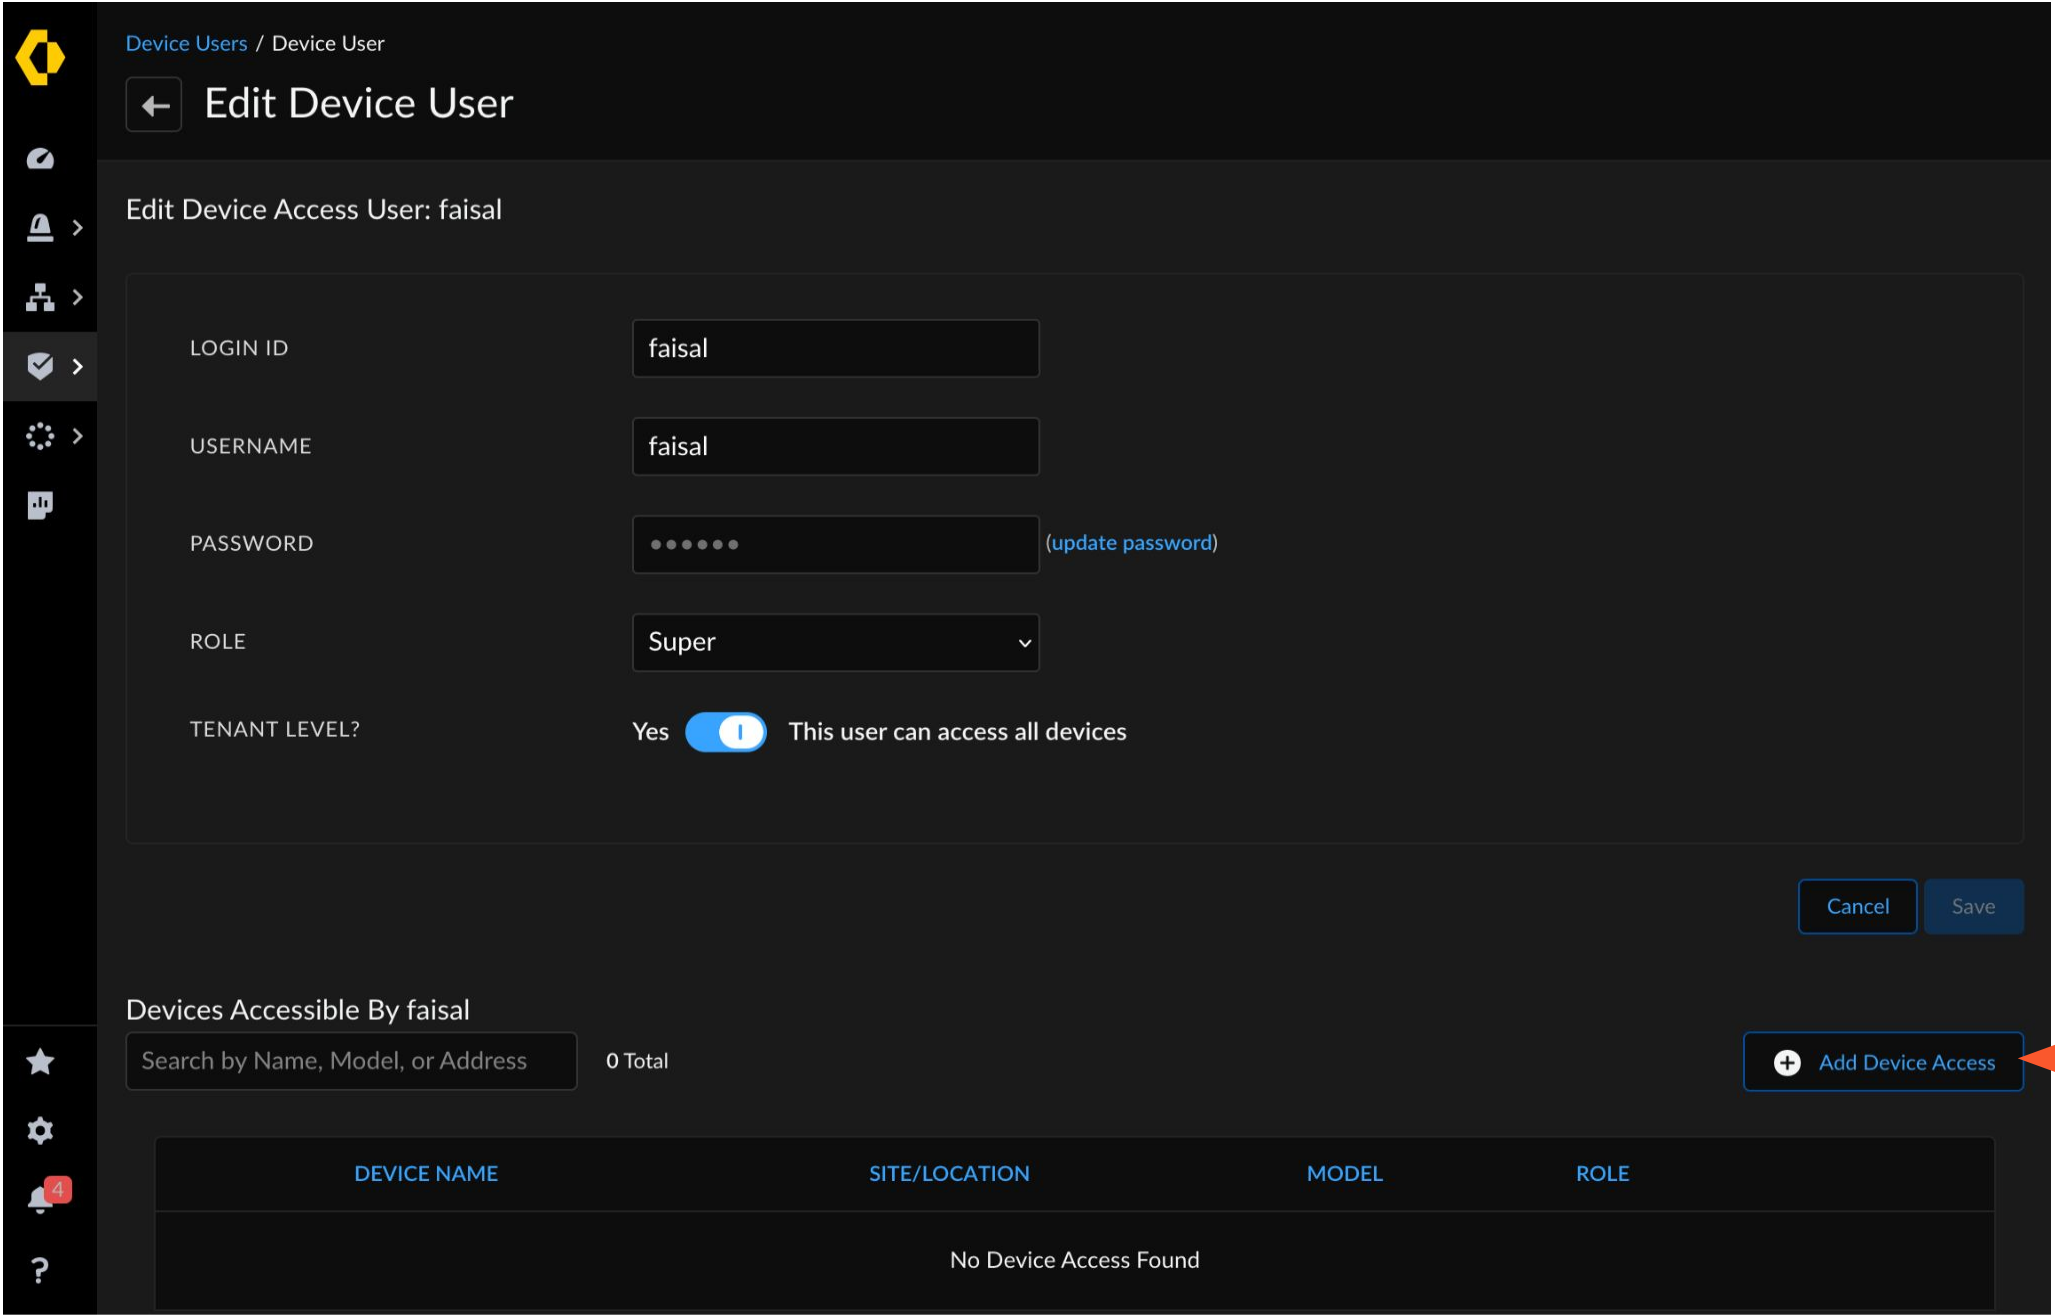 Device Users / Device User
Edit Device User
Edit Device Access User: faisal
LOGIN ID faisal
USERNAME faisal
PASSWORD •••••• (update password)
ROLE Super
TENANT LEVEL? Yes This user can access all devices
Cancel Save
Devices Accessible By faisal
Search by Name, Model, or Address 0 Total Add Device Access
DEVICE NAME SITE/LOCATION MODEL ROLE
4
No Device Access Found
?